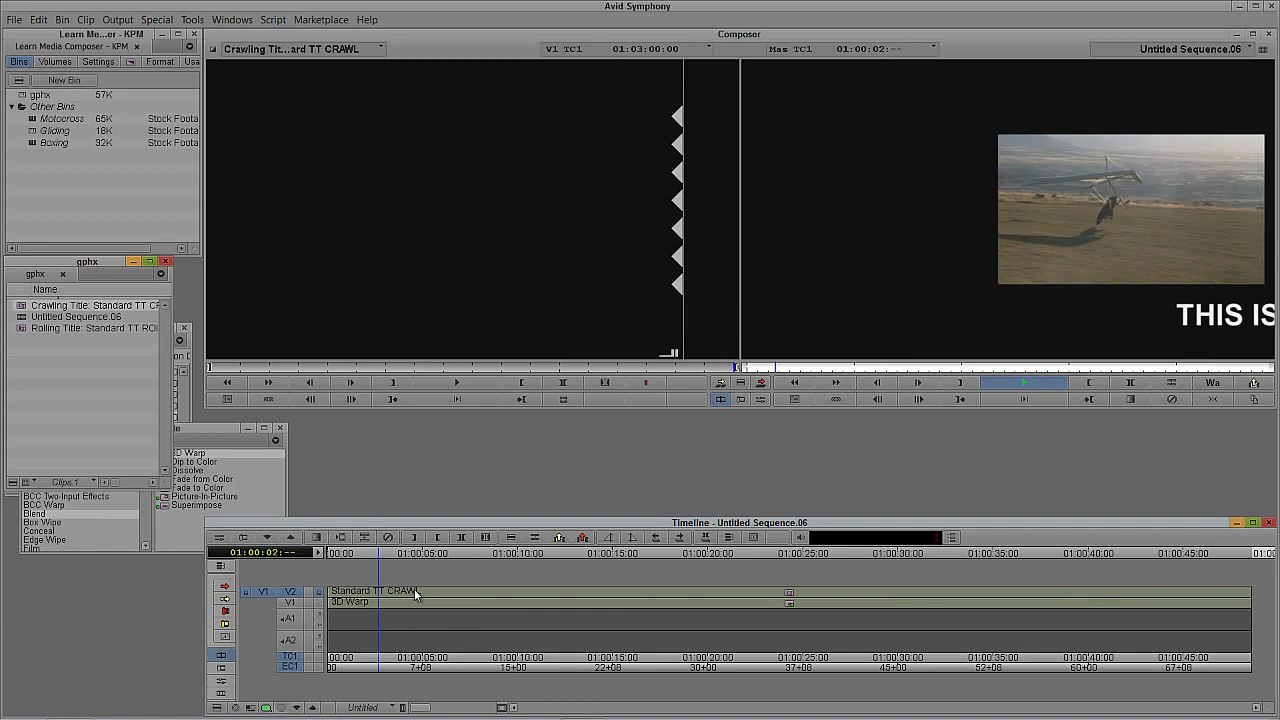 Avid Symphony
File Edit Bin Clip Output Special Tools Windows Script Marketplace Help
Learn Me...er - KPM
Composer
Learn Media Composer - KPM
Crawling Tit...ard TT CRAWL
V1 TC1 01:03:00:00
Mas TC1 01:00:02:--
Untitled Sequence.06
Bins Volumes Settings Format Usa
New Bin
gphx 57K
Other Bins
Motocross 65K Stock Foota
Gliding 18K Stock Foota
Boxing 32K Stock Foota
gphx
gphx
Name
Crawling Title: Standard TT CR
Untitled Sequence.06
Rolling Title: Standard TT ROL
THIS IS
Wa
Clips.1
3D Warp
Dip to Color
Dissolve
Fade from Color
Fade to Color
Picture-In-Picture
Superimpose
BCC Two-Input Effects
BCC Warp
Blend
Box Wipe
Conceal
Edge Wipe
Film
Timeline - Untitled Sequence.06
01:00:02:--
00:00 01:00:05:00 01:00:10:00 01:00:15:00 01:00:20:00 01:00:25:00 01:00:30:00 01:00:35:00 01:00:40:00 01:00:45:00 01:00
V1 V2 Standard TT CRAWL
V1 3D Warp
A1
A2
TC1 00:00 01:00:05:00 01:00:10:00 01:00:15:00 01:00:20:00 01:00:25:00 01:00:30:00 01:00:35:00 01:00:40:00 01:00:45:00
EC1 00 7+08 15+00 22+08 30+00 37+08 45+00 52+08 60+00 67+08
Untitled